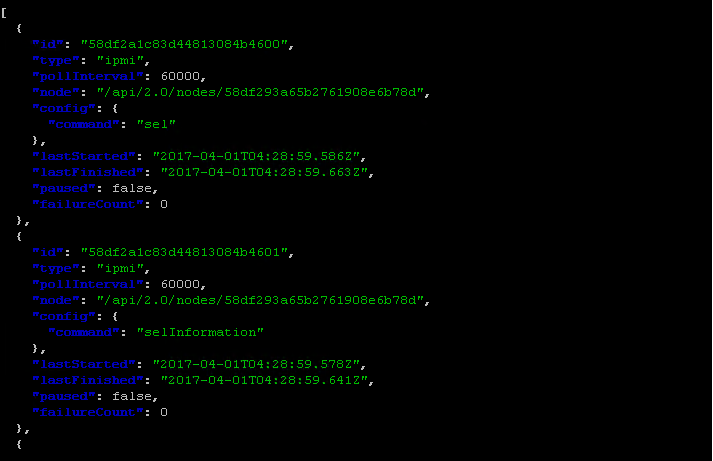 [
  {
    "id": "58df2a1c83d44813084b4600",
    "type": "ipmi",
    "pollInterval": 60000,
    "node": "/api/2.0/nodes/58df293a65b2761908e6b78d",
    "config": {
      "command": "sel"
    },
    "lastStarted": "2017-04-01T04:28:59.586Z",
    "lastFinished": "2017-04-01T04:28:59.663Z",
    "paused": false,
    "failureCount": 0
  },
  {
    "id": "58df2a1c83d44813084b4601",
    "type": "ipmi",
    "pollInterval": 60000,
    "node": "/api/2.0/nodes/58df293a65b2761908e6b78d",
    "config": {
      "command": "selInformation"
    },
    "lastStarted": "2017-04-01T04:28:59.578Z",
    "lastFinished": "2017-04-01T04:28:59.641Z",
    "paused": false,
    "failureCount": 0
  },
  {